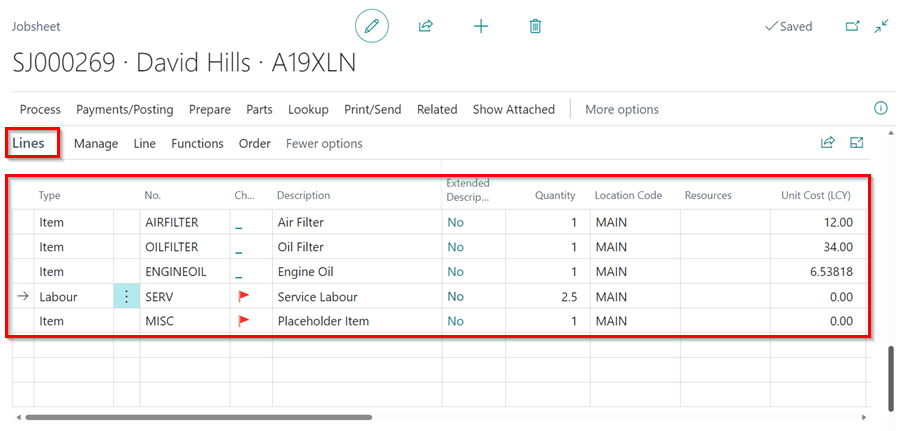 Jobsheet
Saved
SJ000269 · David Hills · A19XLN
Process Payments/Posting Prepare Parts Lookup Print/Send Related Show Attached More options
Lines Manage Line Functions Order Fewer options
Type No. Ch... Description Extended Descrip... Quantity Location Code Resources Unit Cost (LCY)
Item AIRFILTER _ Air Filter No 1 MAIN 12.00
Item OILFILTER _ Oil Filter No 1 MAIN 34.00
Item ENGINEOIL _ Engine Oil No 1 MAIN 6.53818
Labour SERV Service Labour No 2.5 MAIN 0.00
Item MISC Placeholder Item No 1 MAIN 0.00